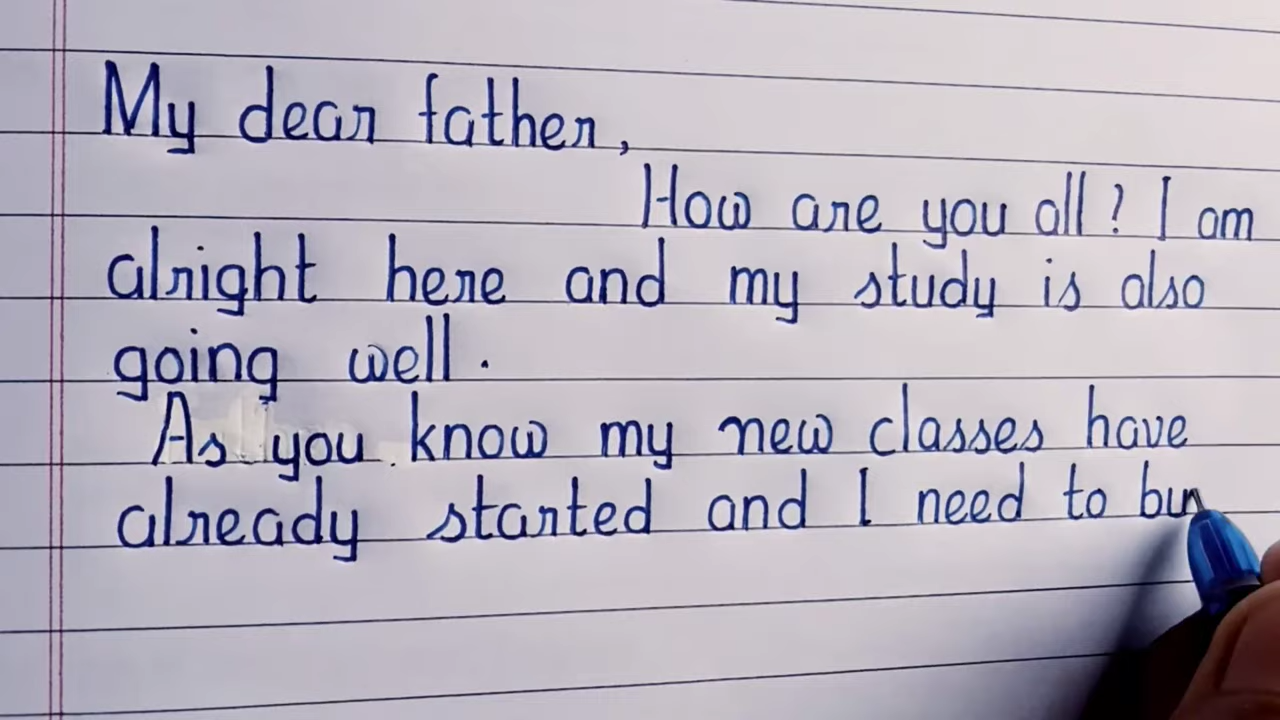 My dear father,
How are you all? I am
alright here and my study is also
going well.
As you know my new classes have
already started and I need to